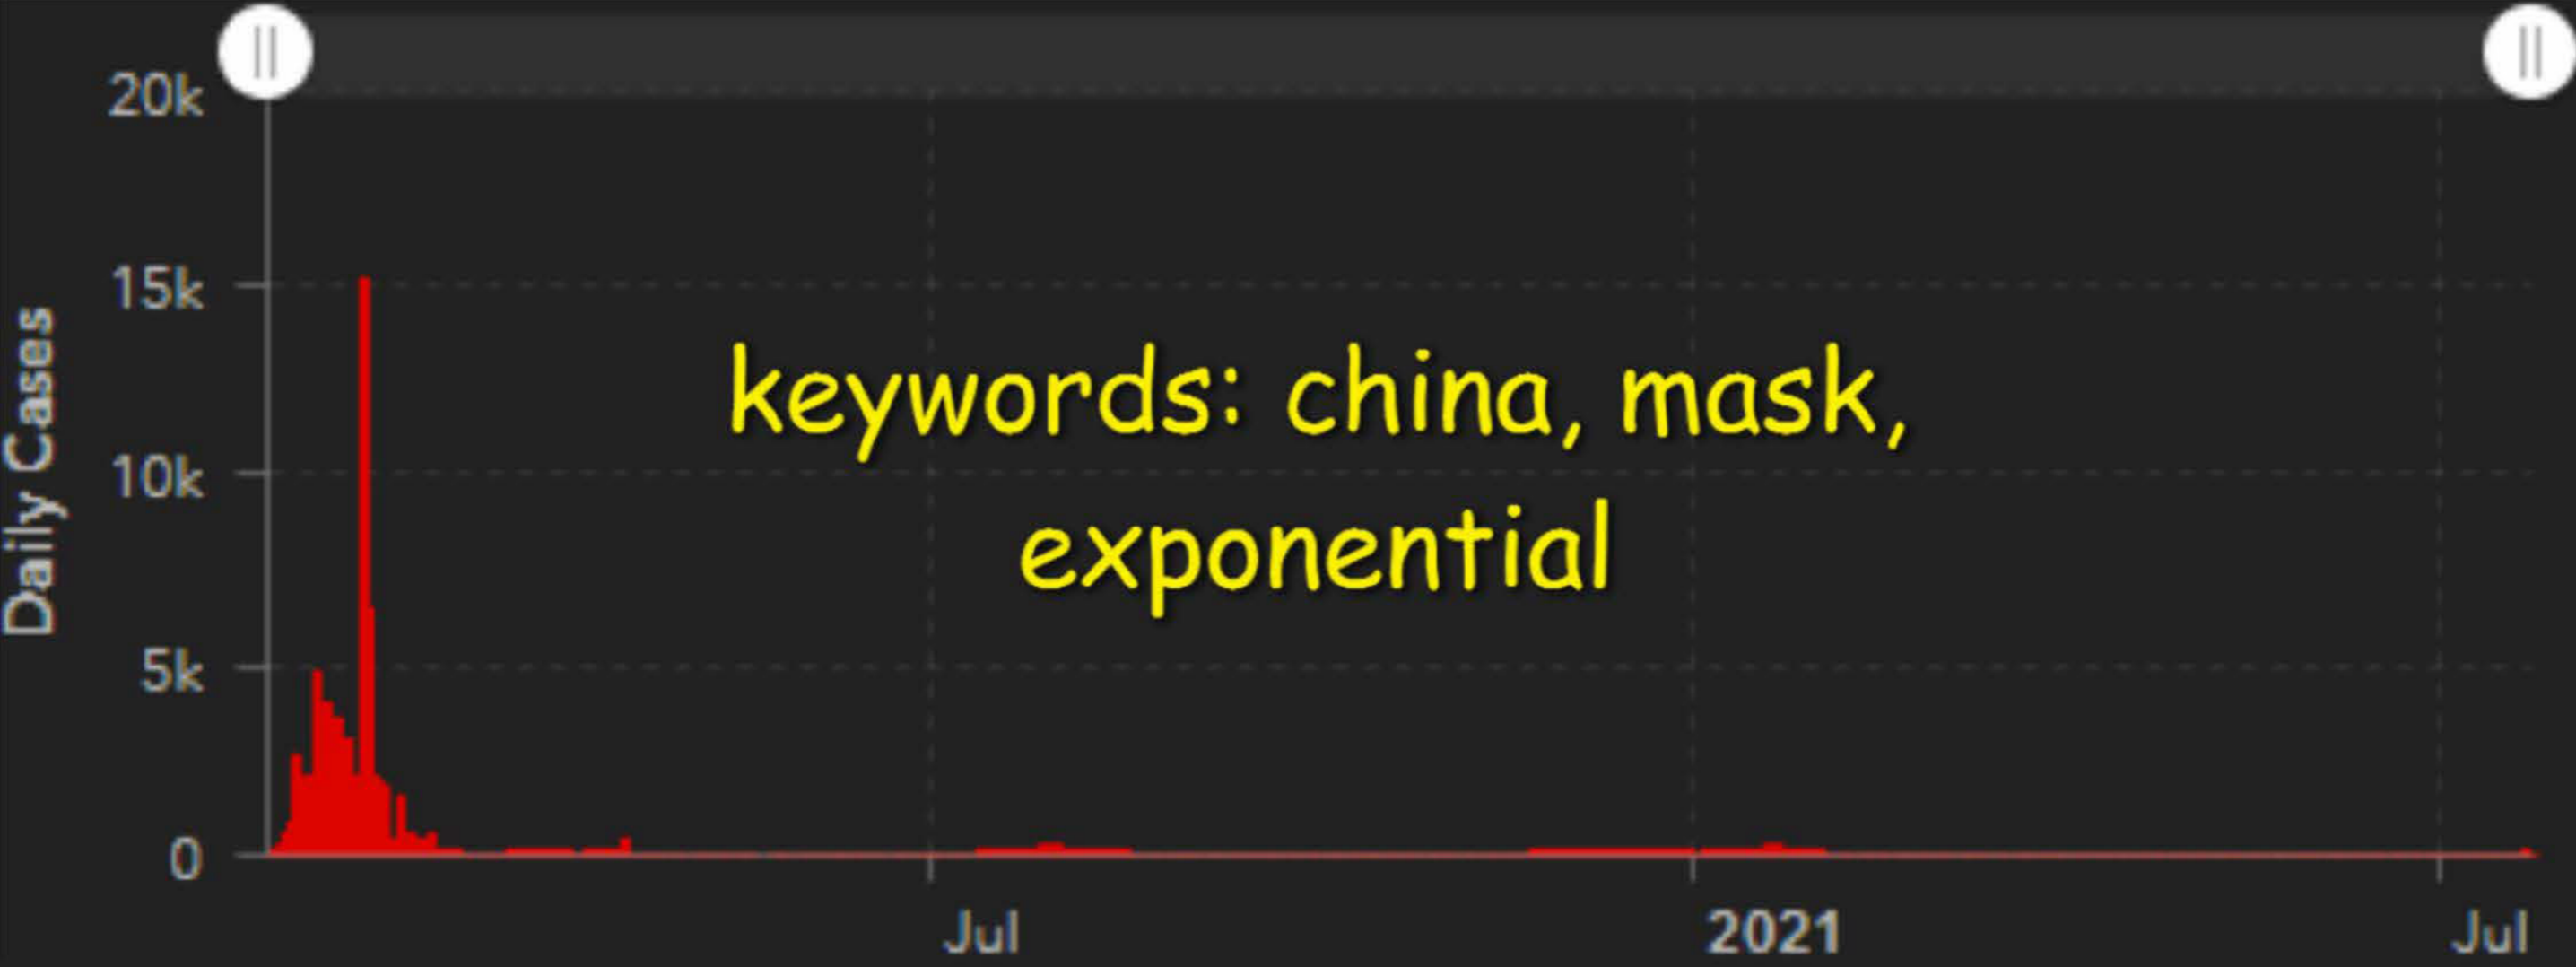 20k
15k
10k
5k
0
Daily Cases
keywords: china, mask,
exponential
Jul
2021
Jul